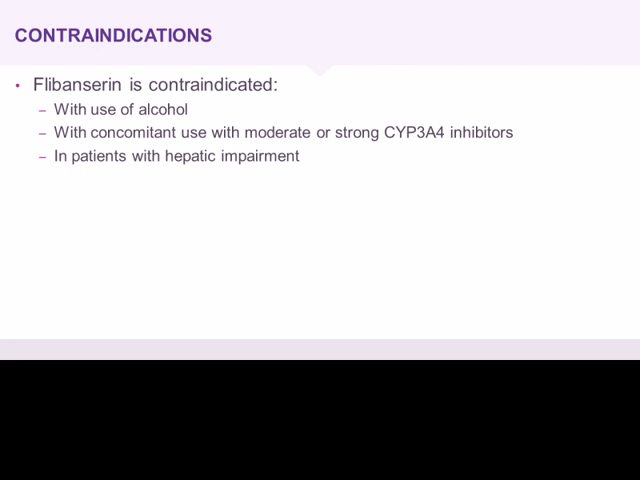 CONTRAINDICATIONS
• Flibanserin is contraindicated:
– With use of alcohol
– With concomitant use with moderate or strong CYP3A4 inhibitors
– In patients with hepatic impairment